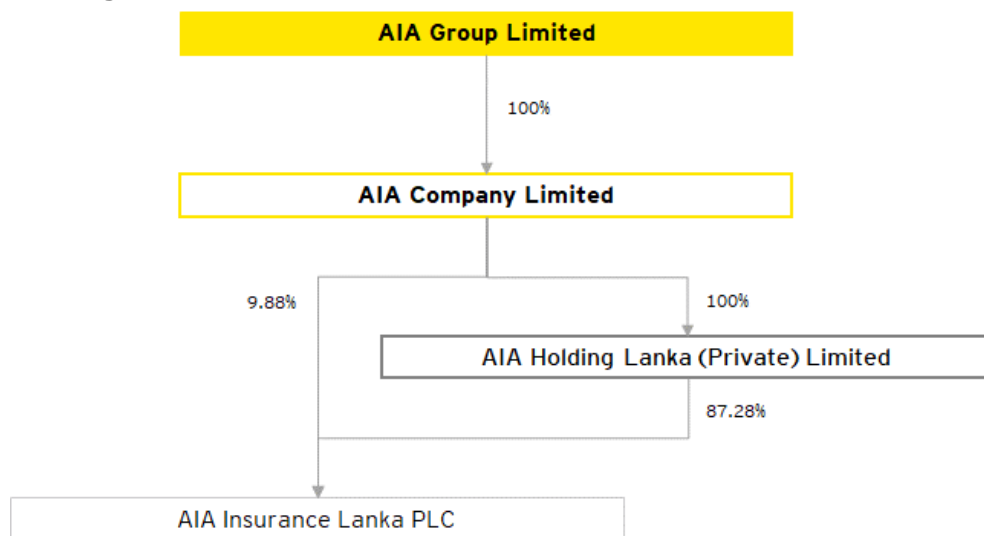 AIA Group Limited
100%
AIA Company Limited
9.88%
100%
AIA Holding Lanka (Private) Limited
87.28%
AIA Insurance Lanka PLC